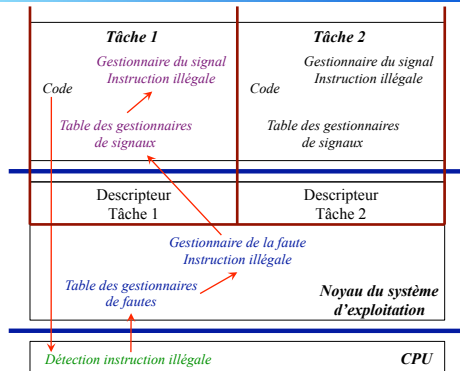 Tâche 1
Gestionnaire du signal
Instruction illégale
Code
Table des gestionnaires
de signaux
Tâche 2
Gestionnaire du signal
Instruction illégale
Code
Table des gestionnaires
de signaux
Descripteur
Tâche 1
Descripteur
Tâche 2
Gestionnaire de la faute
Instruction illégale
Table des gestionnaires
de fautes
Noyau du système
d'exploitation
Détection instruction illégale
CPU